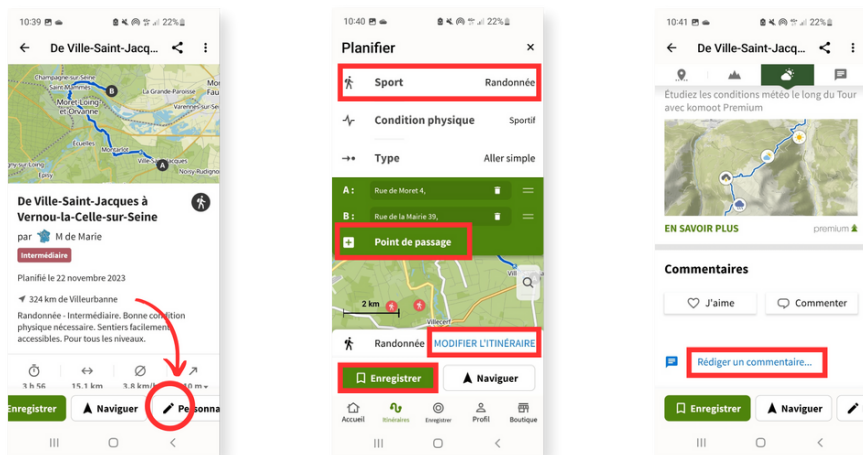 10:39
22%
De Ville-Saint-Jacq...
Champagne-sur-Seine
Saint Mammès
La Grande-Paroisse
Moret-Loing-
et-Orvanne
Varennes-sur-Se
Écuelles
Montarlot
Ville-Saint-Jacques
Épisy
Noisy-Rudigno
A
B
De Ville-Saint-Jacques à
Vernou-la-Celle-sur-Seine
par M de Marie
Intermédiaire
Planifié le 22 novembre 2023
324 km de Villeurbanne
Randonnée - Intermédiaire. Bonne condition
physique nécessaire. Sentiers facilement
accessibles. Pour tous les niveaux.
3 h 56
15,1 km
3,8 km/h
Enregistrer
Naviguer
Personna
10:40
22%
Planifier
Sport Randonnée
Condition physique Sportif
Type Aller simple
A : Rue de Moret 4,
B : Rue de la Mairie 39,
Point de passage
2 km
Villecerf
Randonnée MODIFIER L'ITINÉRAIRE
Enregistrer
Naviguer
Accueil
Itinéraires
Enregistrer
Profil
Boutique
10:41
22%
De Ville-Saint-Jacq...
Étudiez les conditions météo le long du Tour
avec komoot Premium
EN SAVOIR PLUS premium
Commentaires
J'aime
Commenter
Rédiger un commentaire...
Enregistrer
Naviguer